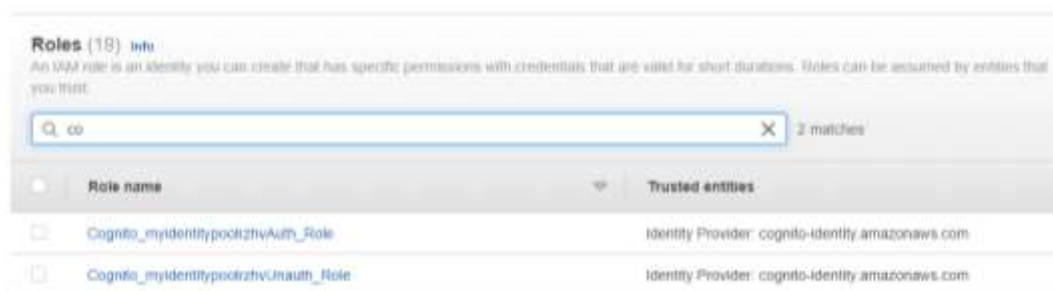 Roles (19) Info
An IAM role is an identity you can create that has specific permissions with credentials that are valid for short durations. Roles can be assumed by entities that
you trust.
co
2 matches
Role name
Trusted entities
Cognito_myidentitypoolrzhvAuth_Role
Identity Provider: cognito-identity.amazonaws.com
Cognito_myidentitypoolrzhvUnauth_Role
Identity Provider: cognito-identity.amazonaws.com